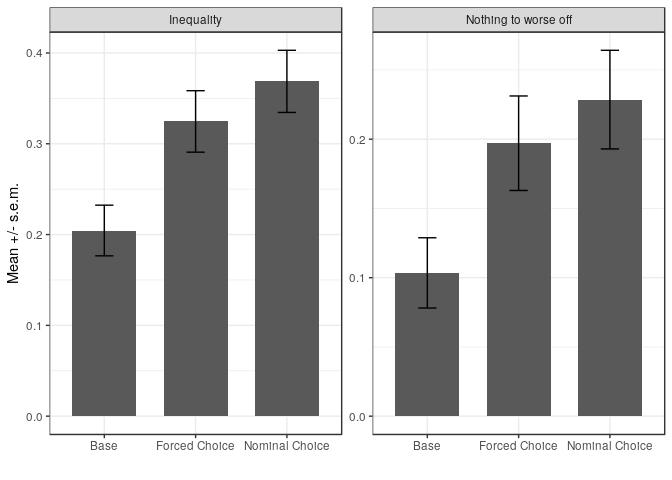 Inequality
Nothing to worse off
Mean +/- s.e.m.
0.4
0.3
0.2
0.1
0.0
0.2
0.1
0.0
Base Forced Choice Nominal Choice
Base Forced Choice Nominal Choice